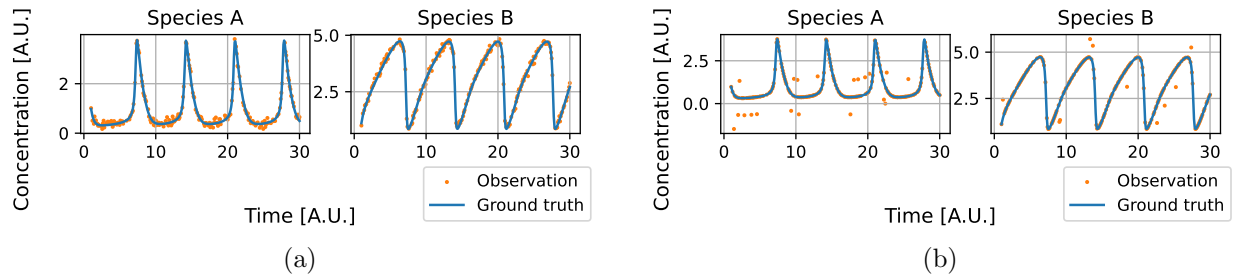 Species A
Species B
Concentration [A.U.]
2
0
5.0
2.5
0
10
20
30
0
10
20
30
Time [A.U.]
Observation
Ground truth
(a)
Species A
Species B
Concentration [A.U.]
2.5
0.0
5.0
2.5
0
10
20
30
0
10
20
30
Time [A.U.]
Observation
Ground truth
(b)